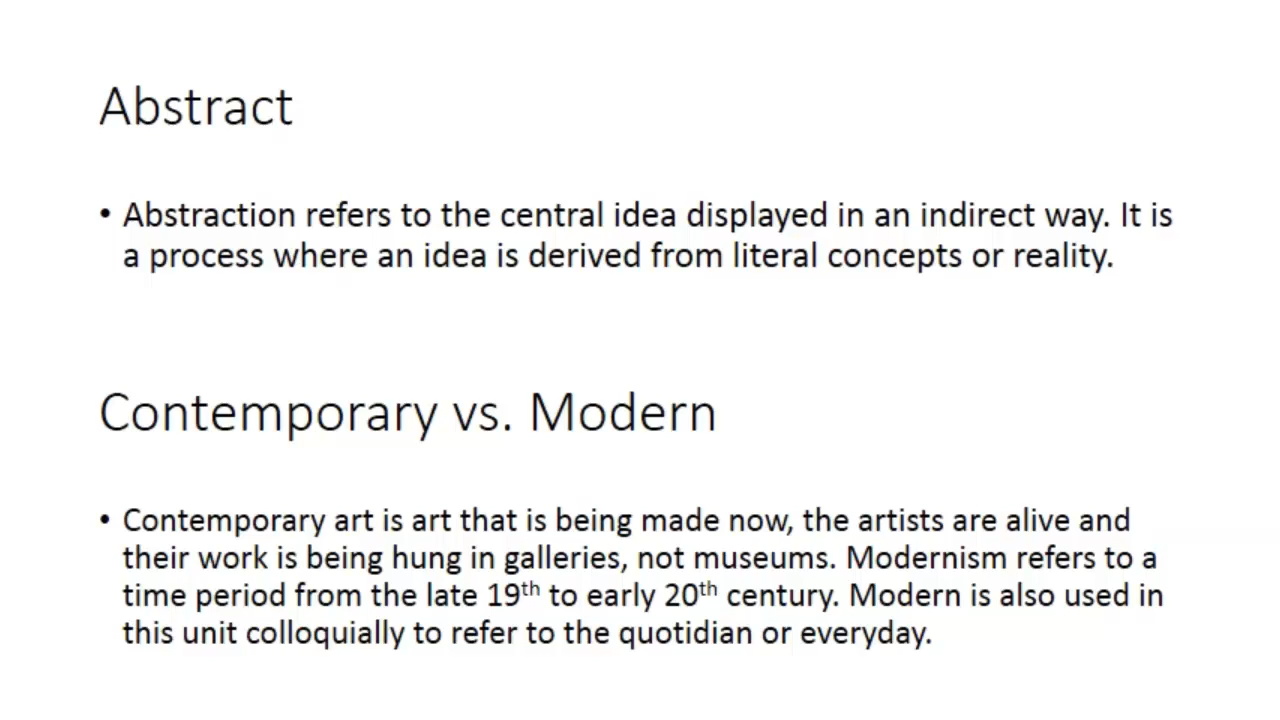 Abstract
• Abstraction refers to the central idea displayed in an indirect way. It is
a process where an idea is derived from literal concepts or reality.
Contemporary vs. Modern
• Contemporary art is art that is being made now, the artists are alive and
their work is being hung in galleries, not museums. Modernism refers to a
time period from the late 19th to early 20th century. Modern is also used in
this unit colloquially to refer to the quotidian or everyday.